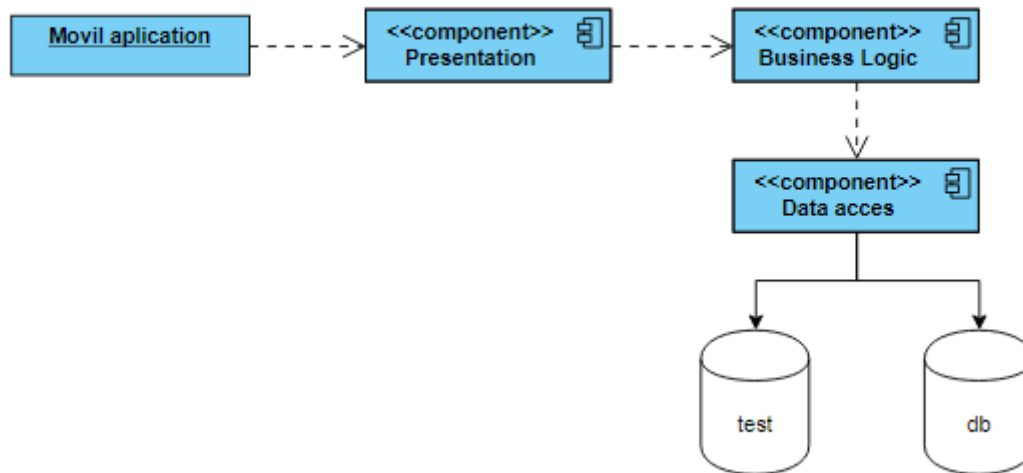 Movil aplication
<<component>>
Presentation
<<component>>
Business Logic
<<component>>
Data acces
test
db